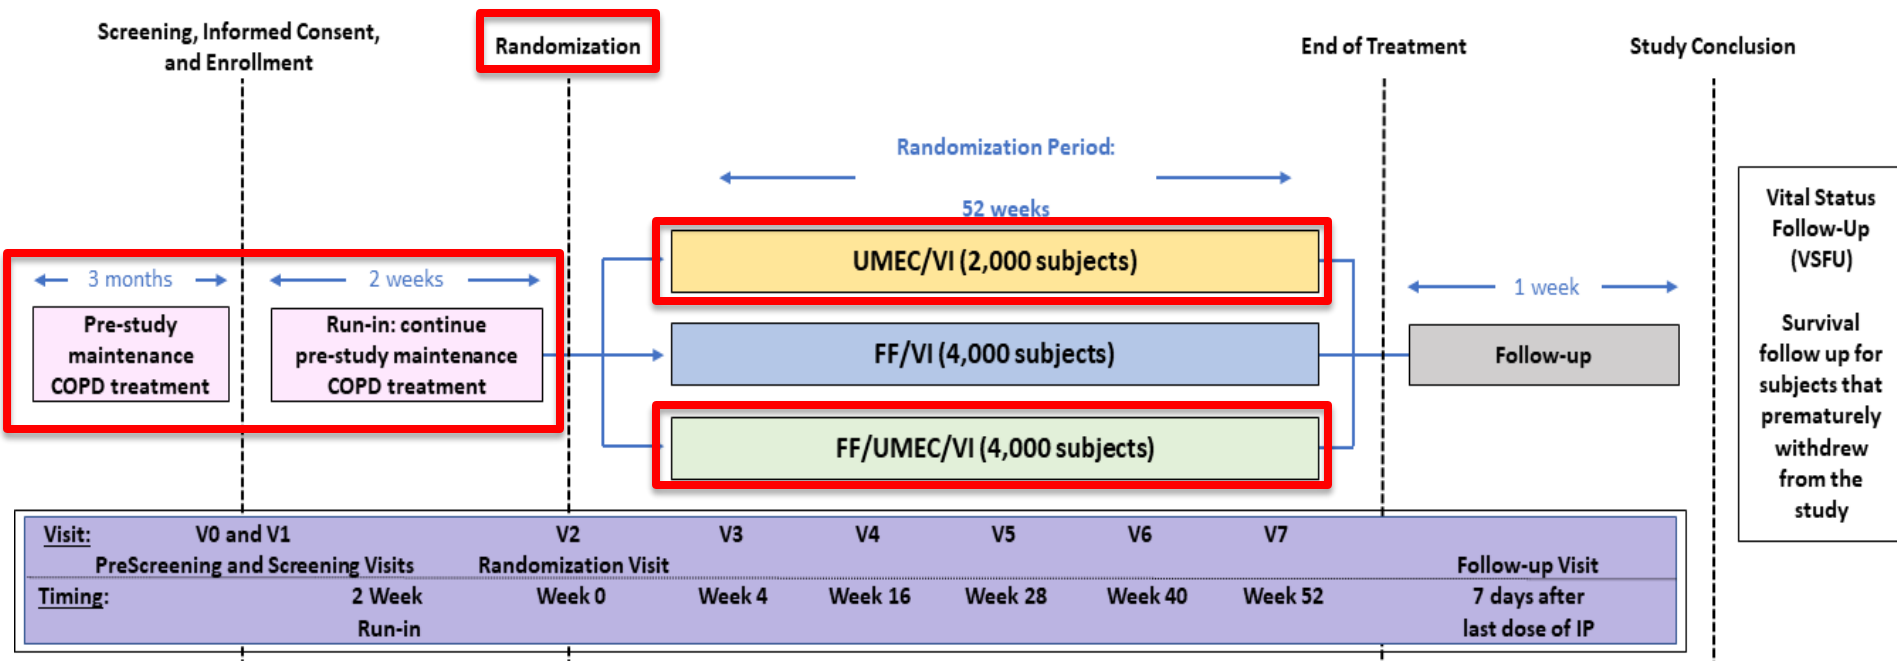 Screening, Informed Consent,
and Enrollment
Randomization
End of Treatment
Study Conclusion
Randomization Period:
52 weeks
3 months
2 weeks
Pre-study
maintenance
COPD treatment
Run-in: continue
pre-study maintenance
COPD treatment
UMEC/VI (2,000 subjects)
FF/VI (4,000 subjects)
FF/UMEC/VI (4,000 subjects)
1 week
Follow-up
Vital Status
Follow-Up
(VSFU)
Survival
follow up for
subjects that
prematurely
withdrew
from the
study
Visit: V0 and V1 V2 V3 V4 V5 V6 V7
PreScreening and Screening Visits Randomization Visit Follow-up Visit
Timing: 2 Week Week 0 Week 4 Week 16 Week 28 Week 40 Week 52 7 days after
Run-in last dose of IP